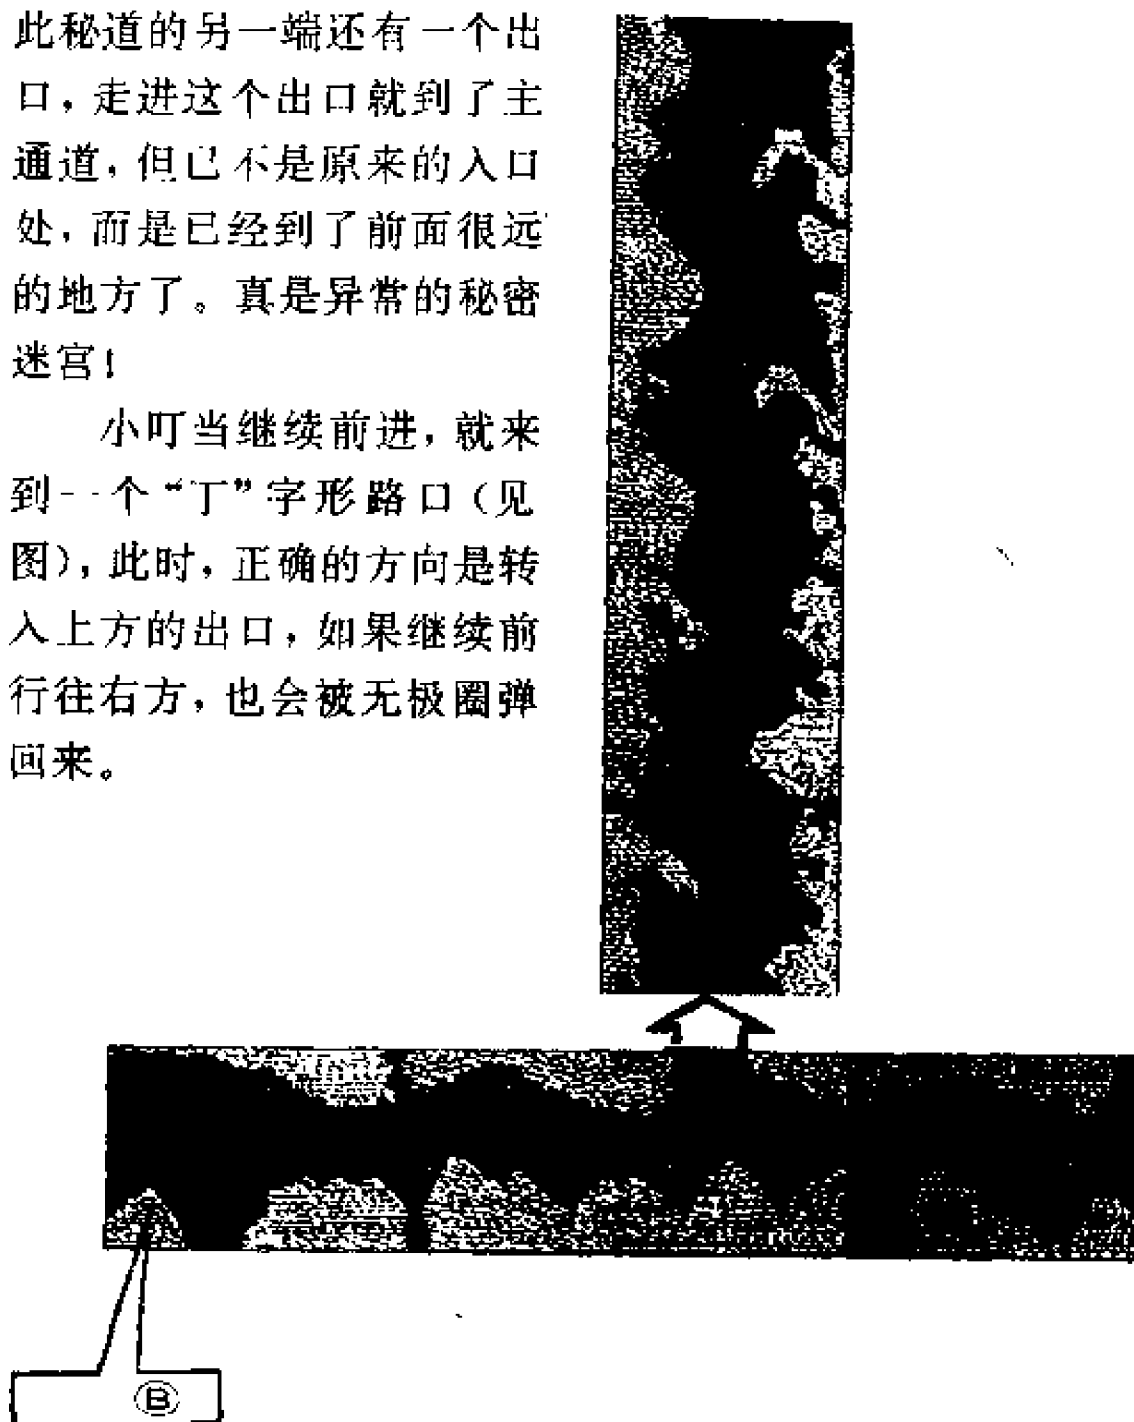 此秘道的另一端还有一个出
口，走进这个出口就到了主
通道，但已不是原来的入口
处，而是已经到了前面很远
的地方了。真是异常的秘密
迷宫！
小叮当继续前进，就来
到一个“丁”字形路口（见
图），此时，正确的方向是转
入上方的出口，如果继续前
行往右方，也会被无极圈弹
回来。
Ⓑ